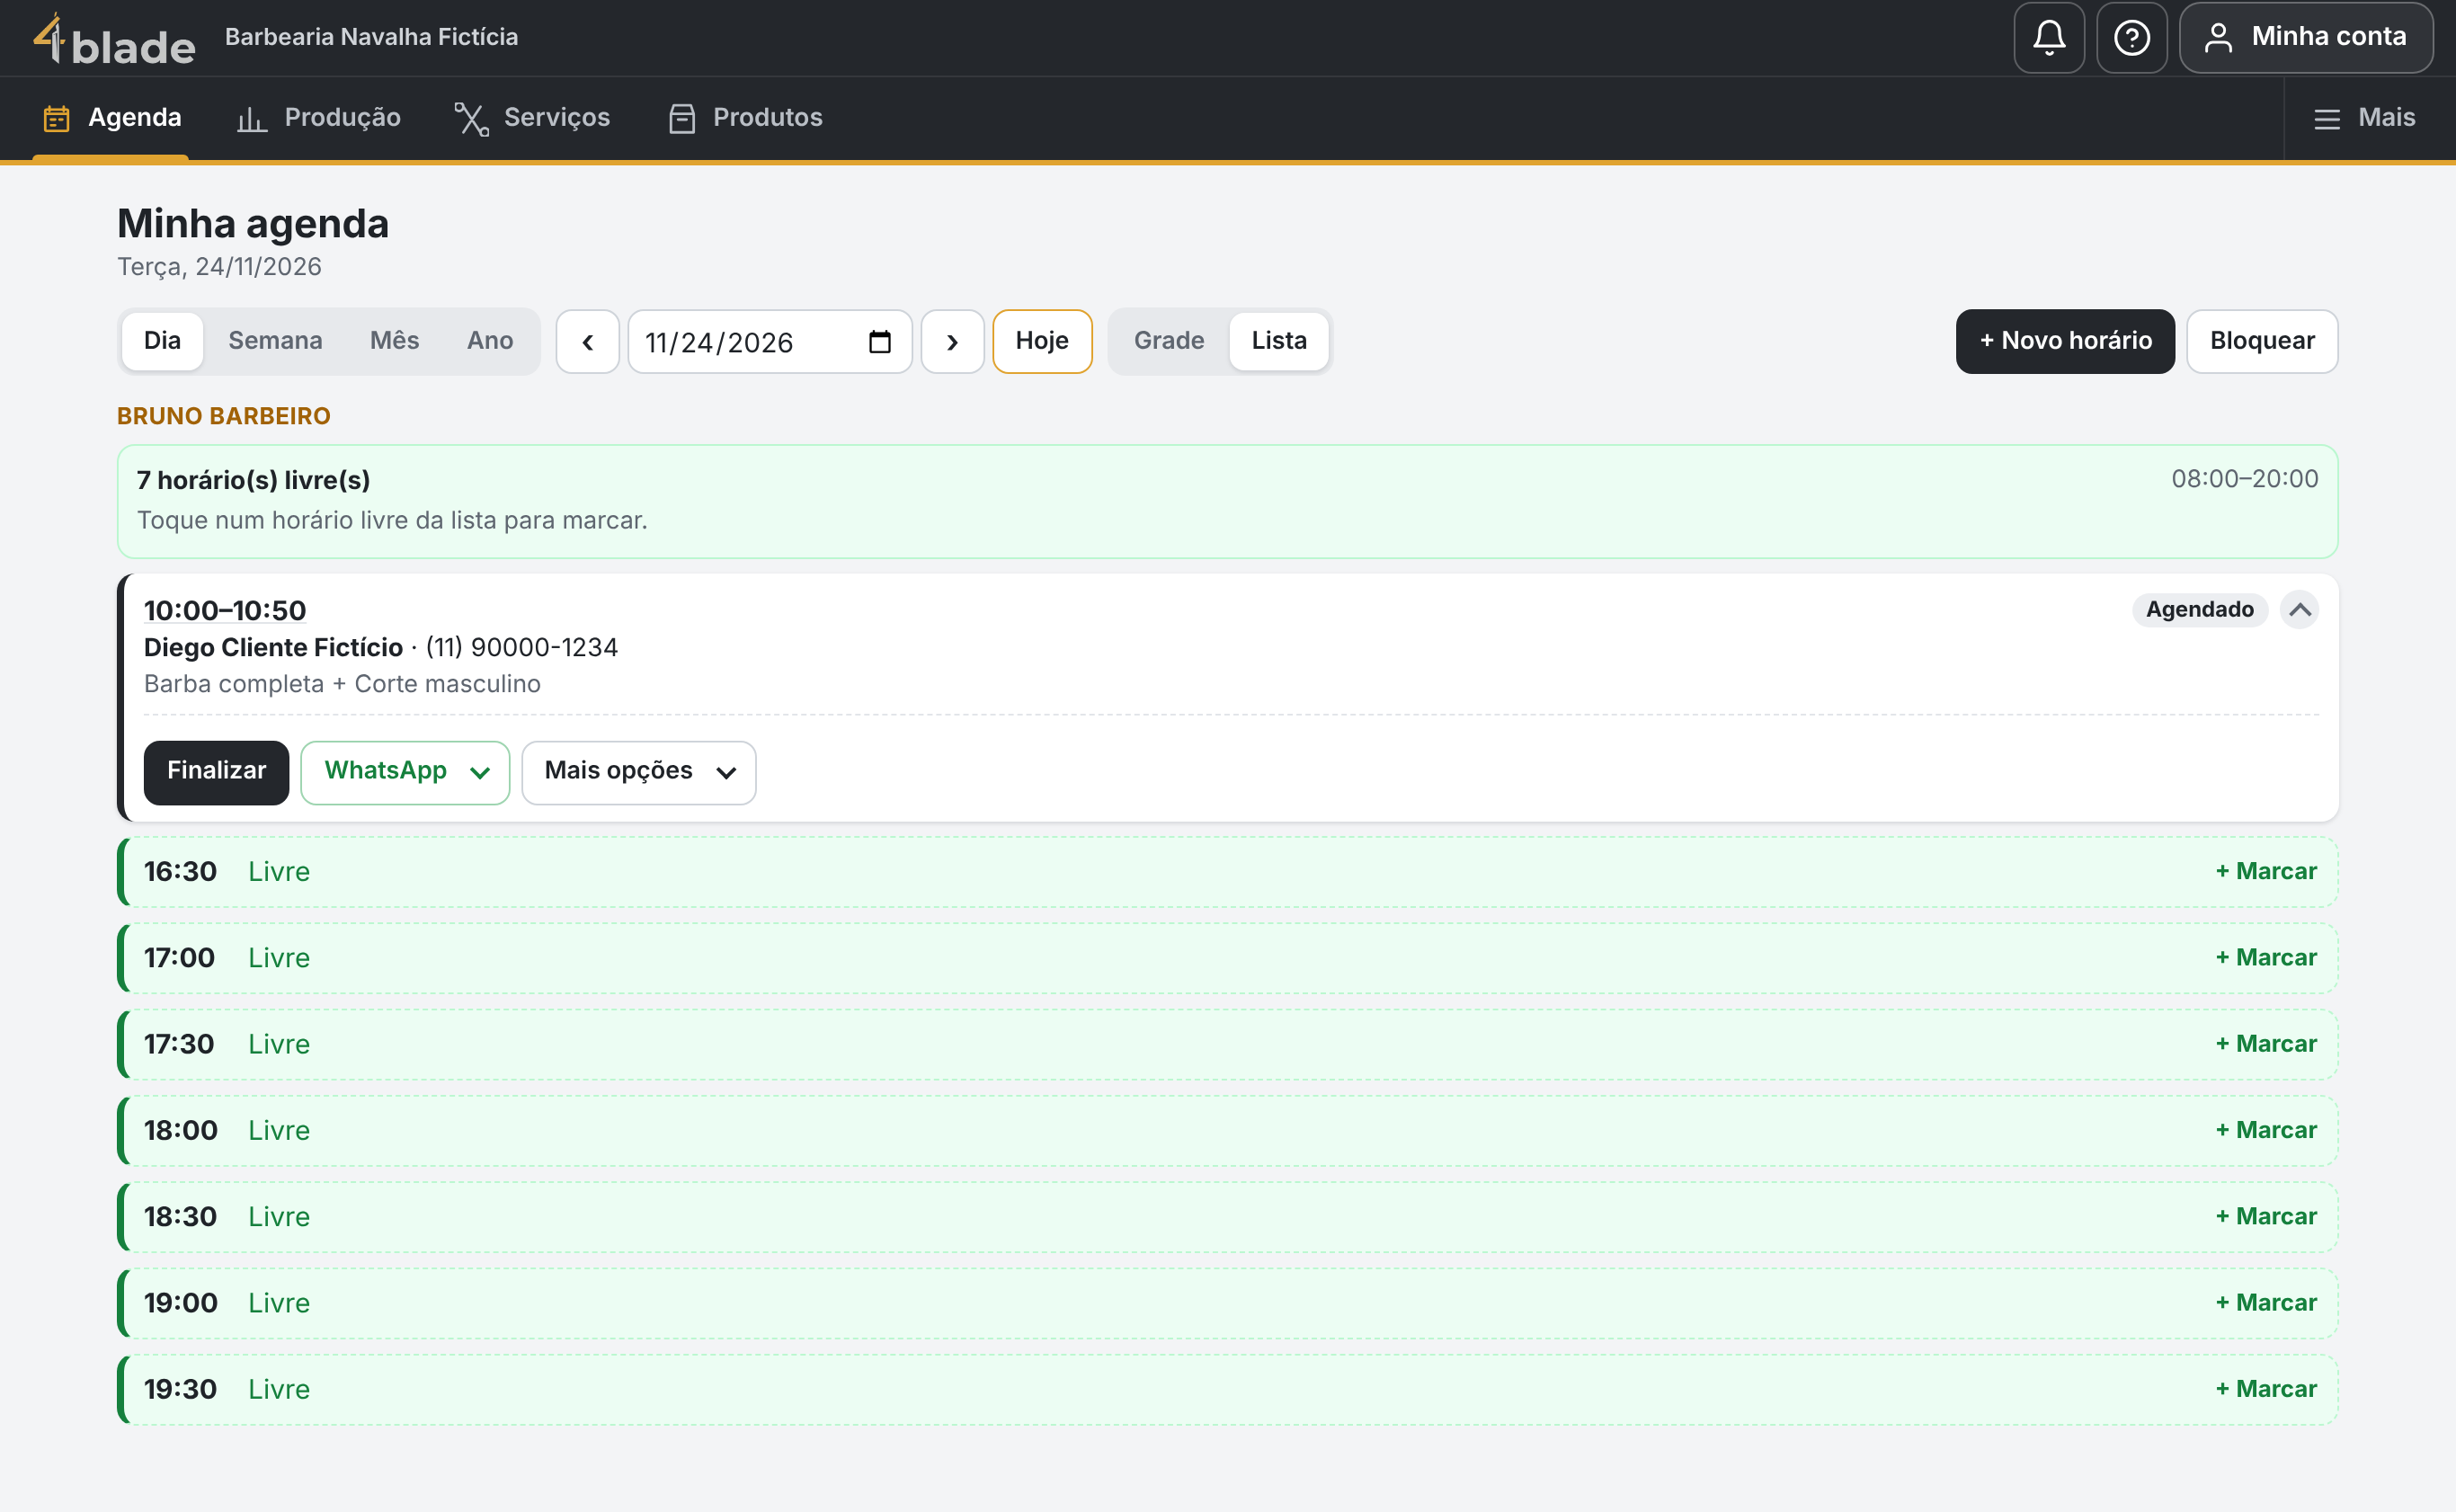 4blade
Barbearia Navalha Fictícia
Minha conta
Agenda
Produção
Serviços
Produtos
Mais
Minha agenda
Terça, 24/11/2026
Dia
Semana
Mês
Ano
11/24/2026
Hoje
Grade
Lista
+ Novo horário
Bloquear
BRUNO BARBEIRO
7 horário(s) livre(s)
08:00–20:00
Toque num horário livre da lista para marcar.
10:00–10:50
Agendado
Diego Cliente Fictício · (11) 90000-1234
Barba completa + Corte masculino
Finalizar
WhatsApp
Mais opções
16:30 Livre + Marcar
17:00 Livre + Marcar
17:30 Livre + Marcar
18:00 Livre + Marcar
18:30 Livre + Marcar
19:00 Livre + Marcar
19:30 Livre + Marcar